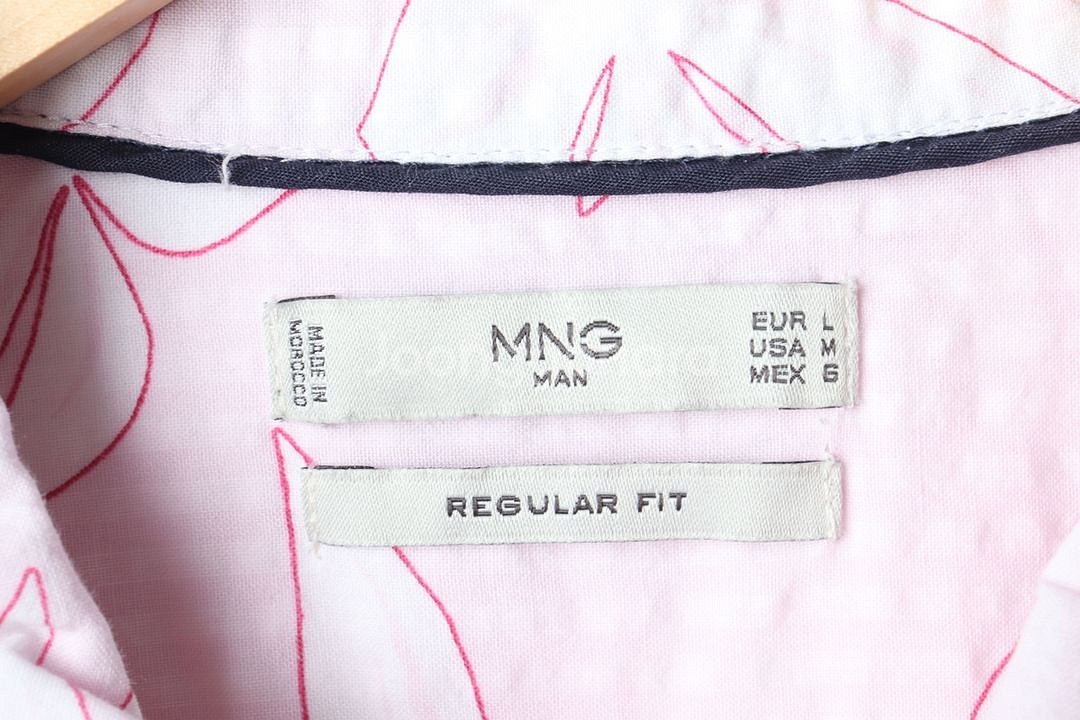 MADE IN
MOROCCO
MNG
MAN
EUR L
USA M
MEX G
REGULAR FIT